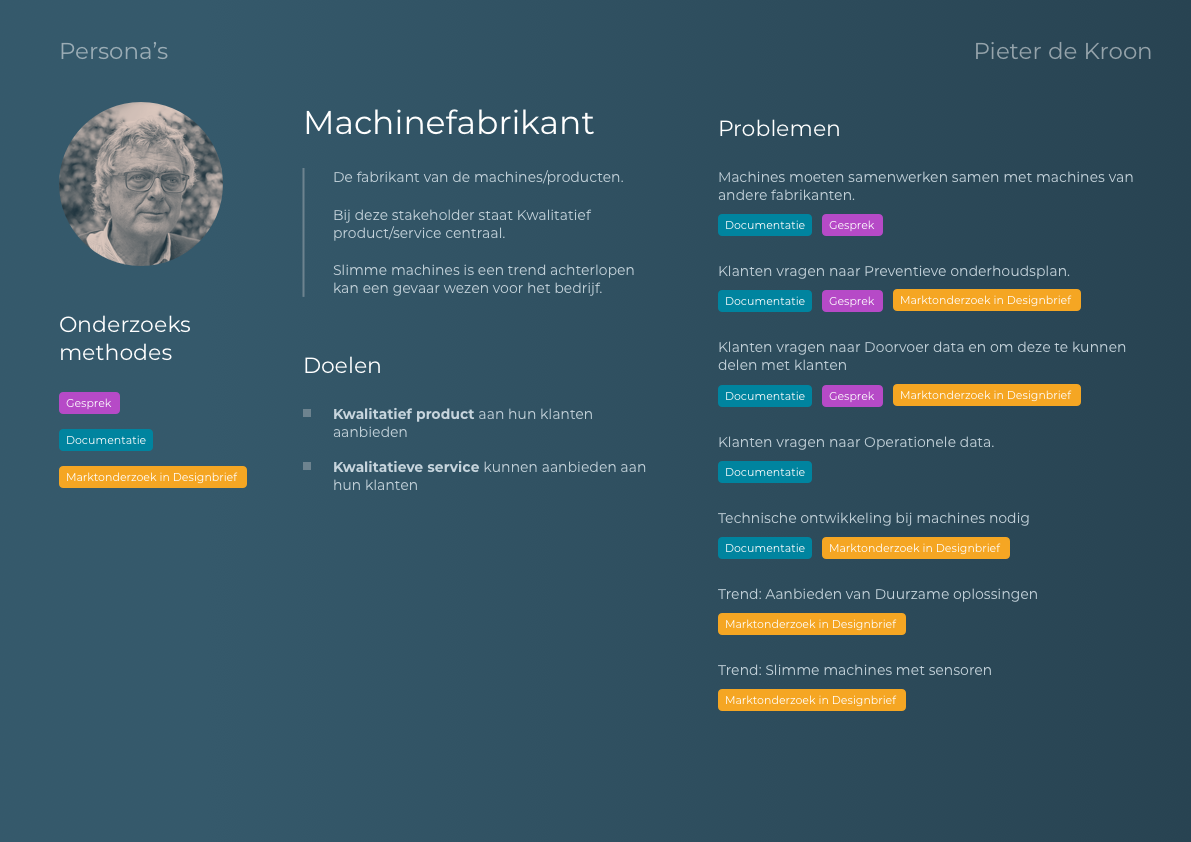 Persona’s
Pieter de Kroon
Onderzoeks
methodes
Gesprek
Documentatie
Marktonderzoek in Designbrief
Machinefabrikant
De fabrikant van de machines/producten.
Bij deze stakeholder staat Kwalitatief
product/service centraal.
Slimme machines is een trend achterlopen
kan een gevaar wezen voor het bedrijf.
Doelen
Kwalitatief product aan hun klanten
aanbieden
Kwalitatieve service kunnen aanbieden aan
hun klanten
Problemen
Machines moeten samenwerken samen met machines van
andere fabrikanten.
Documentatie Gesprek
Klanten vragen naar Preventieve onderhoudsplan.
Documentatie Gesprek Marktonderzoek in Designbrief
Klanten vragen naar Doorvoer data en om deze te kunnen
delen met klanten
Documentatie Gesprek Marktonderzoek in Designbrief
Klanten vragen naar Operationele data.
Documentatie
Technische ontwikkeling bij machines nodig
Documentatie Marktonderzoek in Designbrief
Trend: Aanbieden van Duurzame oplossingen
Marktonderzoek in Designbrief
Trend: Slimme machines met sensoren
Marktonderzoek in Designbrief